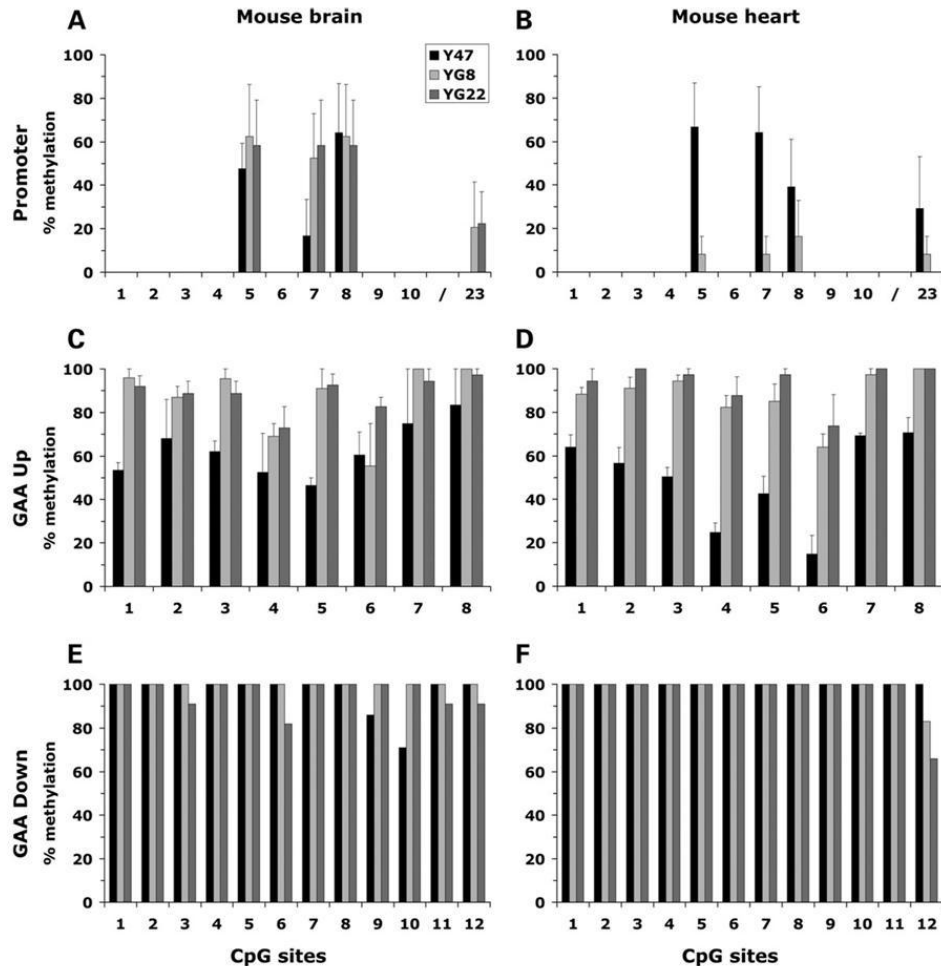 A Mouse brain B Mouse heart
Y47
YG8
YG22
Promoter
% methylation
100
80
60
40
20
0
1 2 3 4 5 6 7 8 9 10 / 23
100
80
60
40
20
0
1 2 3 4 5 6 7 8 9 10 / 23
C D
GAA Up
% methylation
100
80
60
40
20
0
1 2 3 4 5 6 7 8
100
80
60
40
20
0
1 2 3 4 5 6 7 8
E F
GAA Down
% methylation
100
80
60
40
20
0
1 2 3 4 5 6 7 8 9 10 11 12
CpG sites
100
80
60
40
20
0
1 2 3 4 5 6 7 8 9 10 11 12
CpG sites